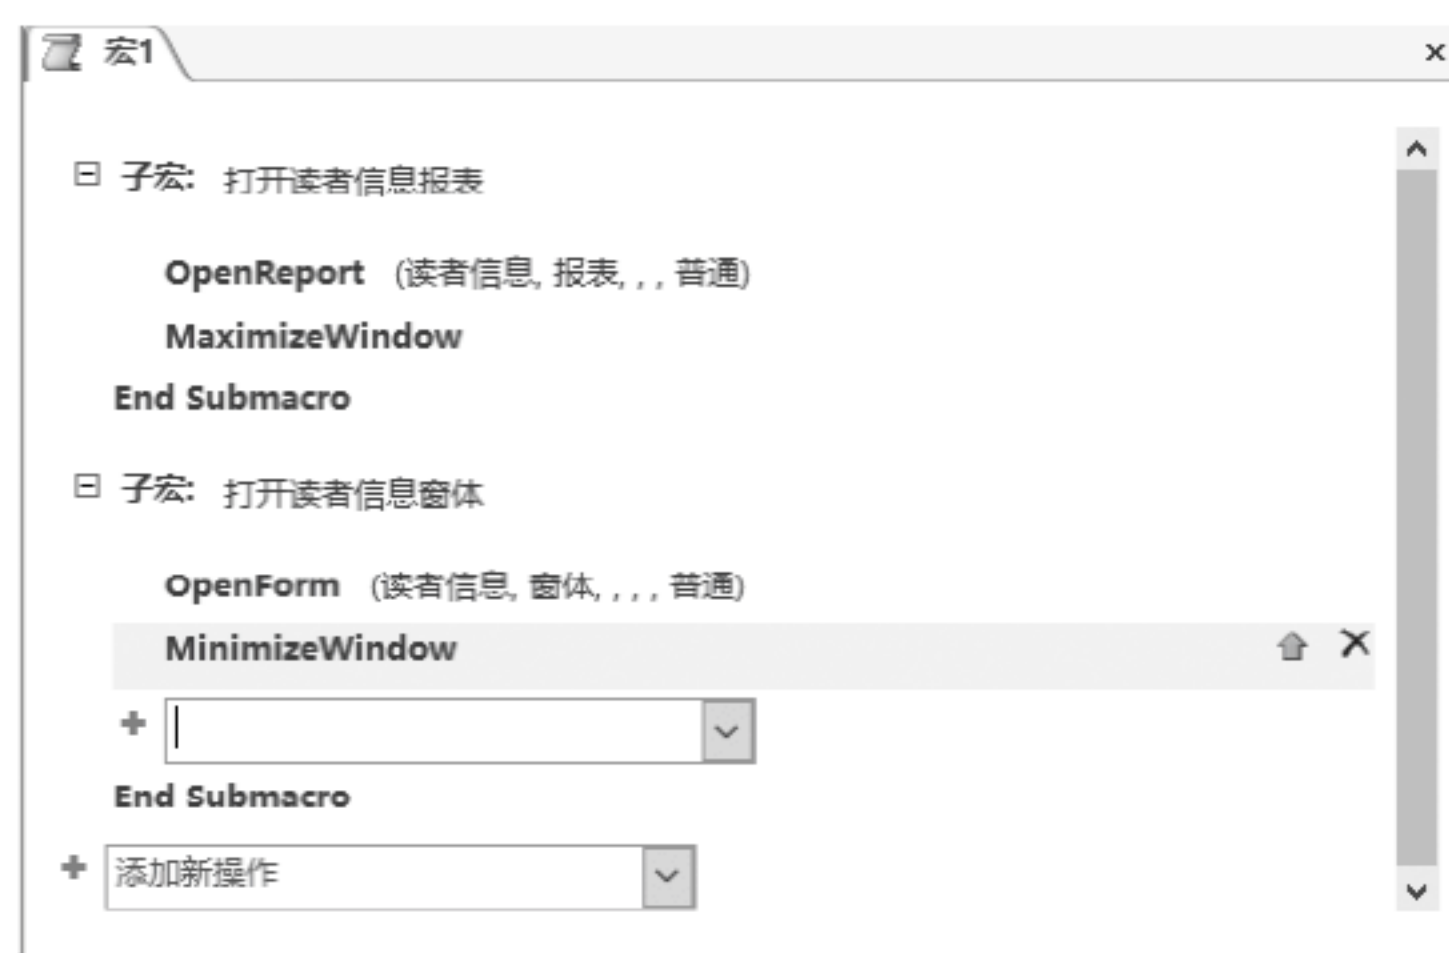 宏1
子宏: 打开读者信息报表
OpenReport (读者信息, 报表, , , 普通)
MaximizeWindow
End Submacro
子宏: 打开读者信息窗体
OpenForm (读者信息, 窗体, , , , 普通)
MinimizeWindow
End Submacro
添加新操作